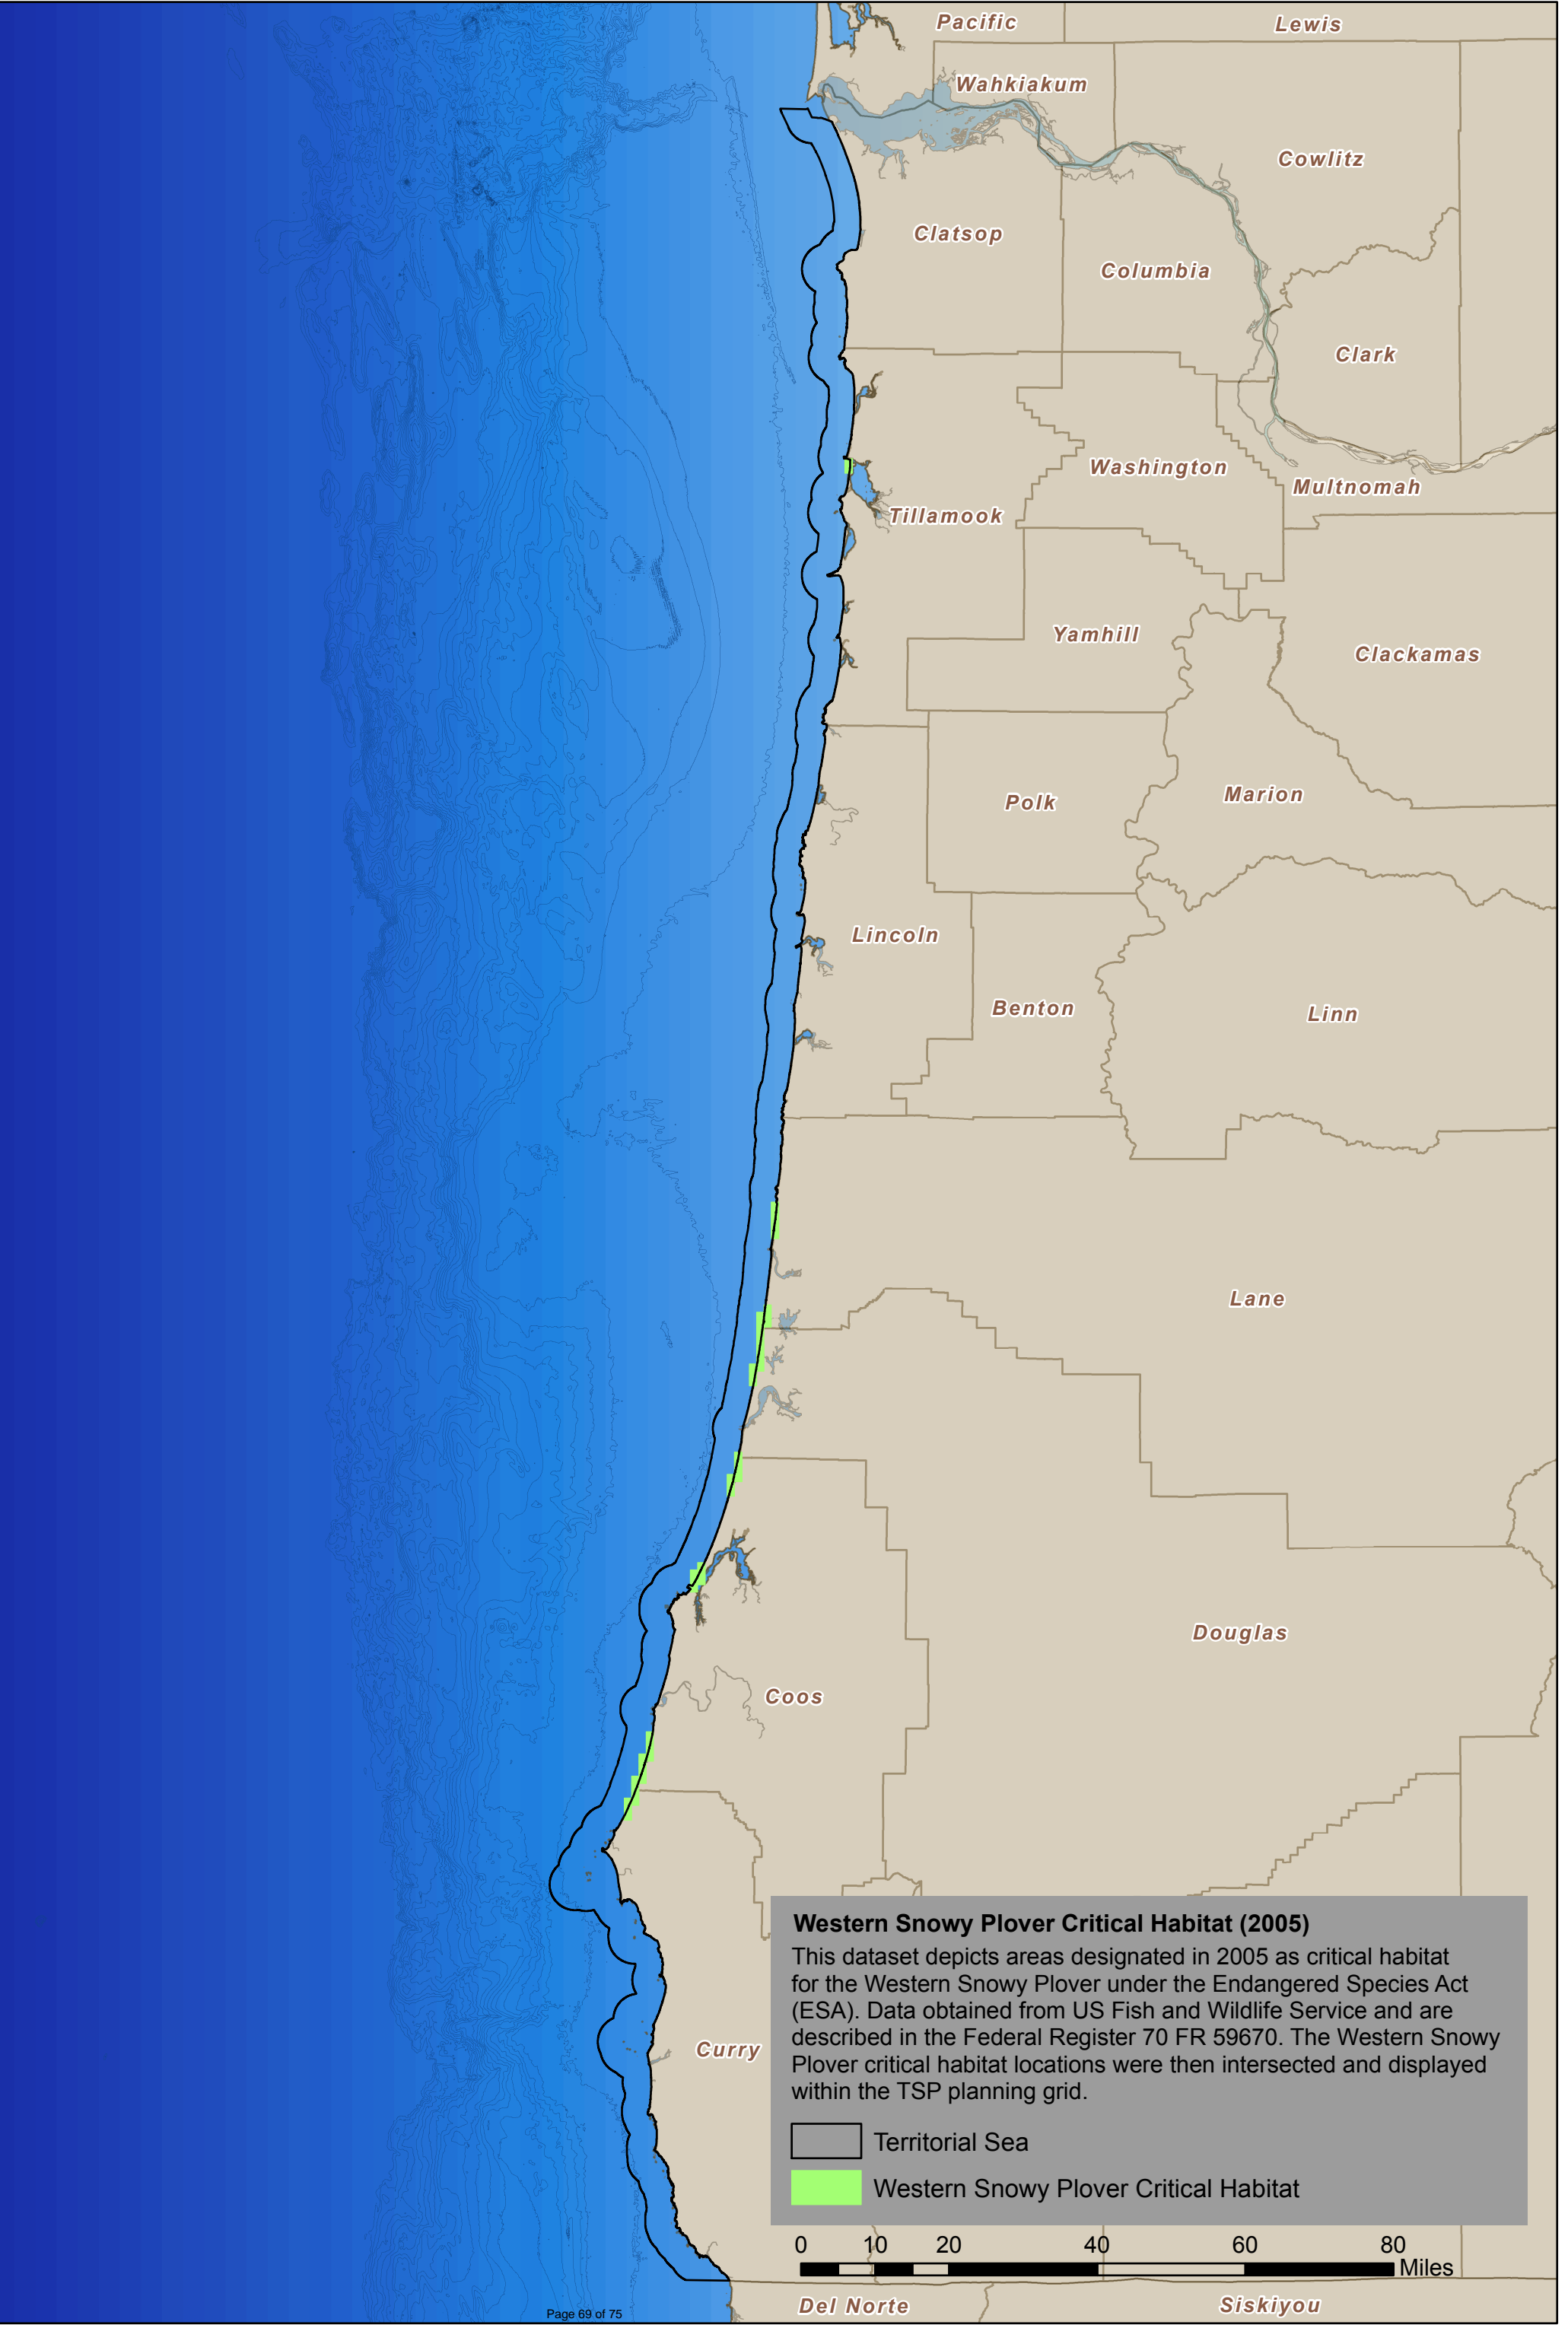 Pacific
Lewis
Wahkiakum
Cowlitz
Clatsop
Columbia
Clark
Washington
Multnomah
Tillamook
Yamhill
Clackamas
Polk
Marion
Lincoln
Benton
Linn
Lane
Douglas
Coos
Curry
Western Snowy Plover Critical Habitat (2005)
This dataset depicts areas designated in 2005 as critical habitat
for the Western Snowy Plover under the Endangered Species Act
(ESA). Data obtained from US Fish and Wildlife Service and are
described in the Federal Register 70 FR 59670. The Western Snowy
Plover critical habitat locations were then intersected and displayed
within the TSP planning grid.
Territorial Sea
Western Snowy Plover Critical Habitat
0 10 20 40 60 80
Miles
Del Norte
Siskiyou
Page 69 of 75